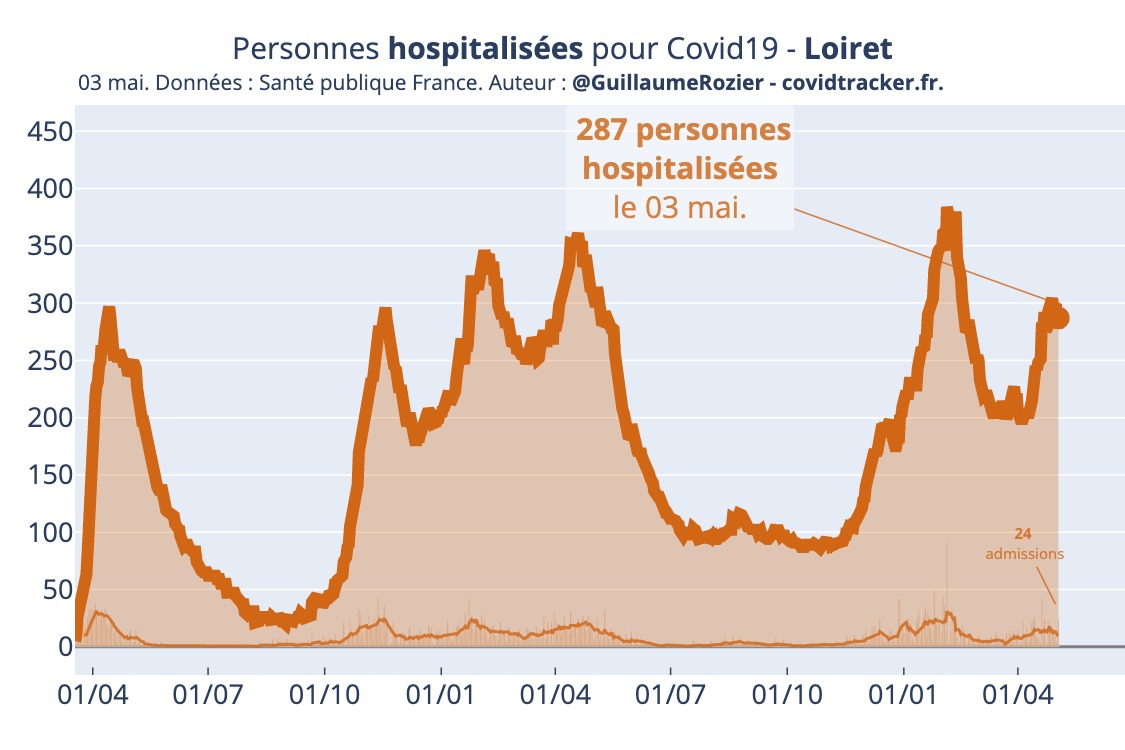 Personnes hospitalisées pour Covid19 - Loiret
03 mai. Données : Santé publique France. Auteur : @GuillaumeRozier - covidtracker.fr.
287 personnes
hospitalisées
le 03 mai.
450
400
350
300
250
200
150
100
50
0
24
admissions
01/04 01/07 01/10 01/01 01/04 01/07 01/10 01/01 01/04